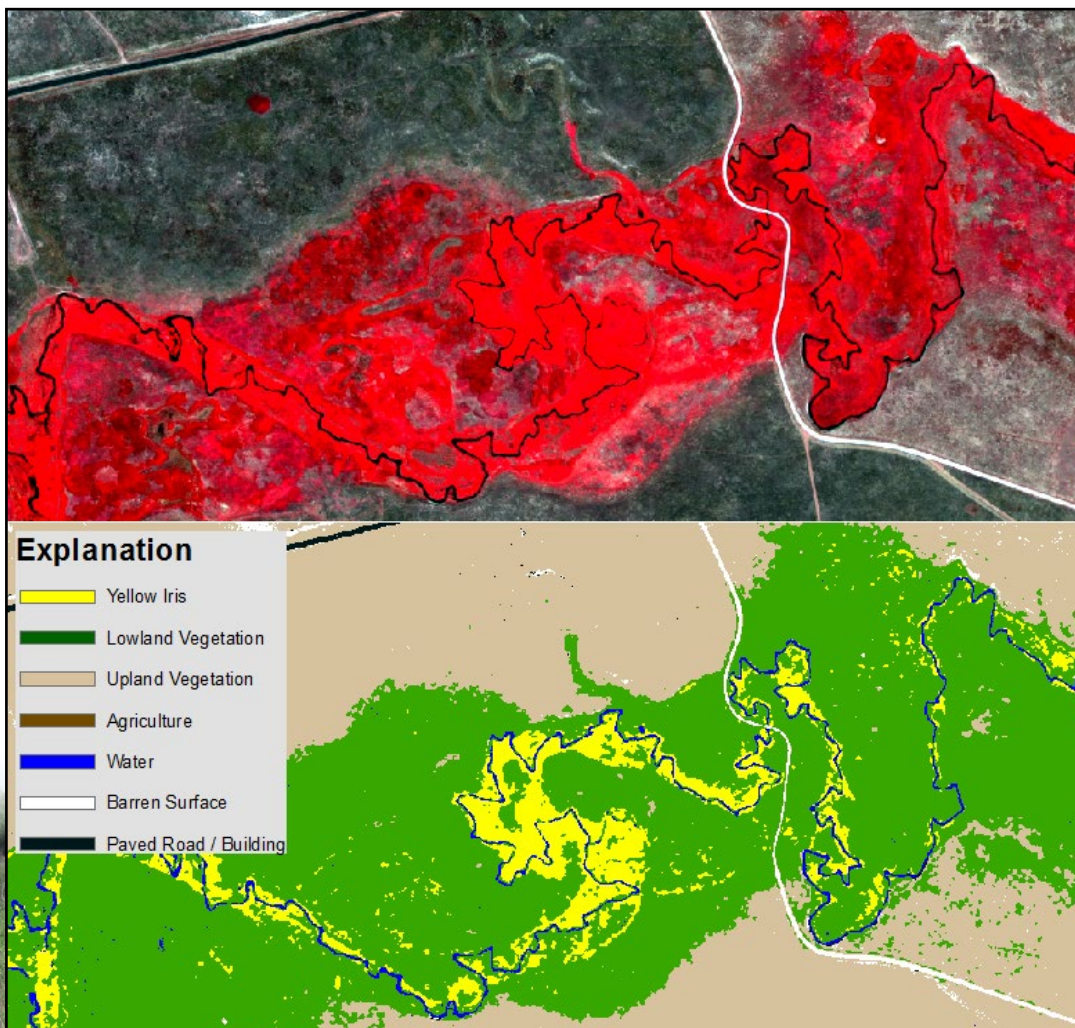 Explanation
Yellow Iris
Lowland Vegetation
Upland Vegetation
Agriculture
Water
Barren Surface
Paved Road / Building